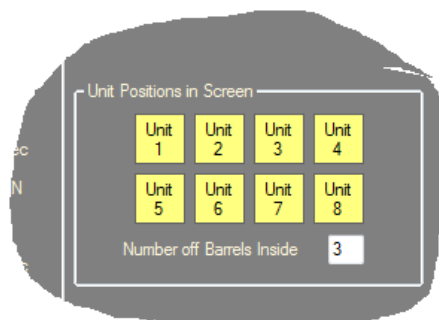 Unit Positions in Screen
Unit 1 Unit 2 Unit 3 Unit 4
Unit 5 Unit 6 Unit 7 Unit 8
Number off Barrels Inside 3
ec
N